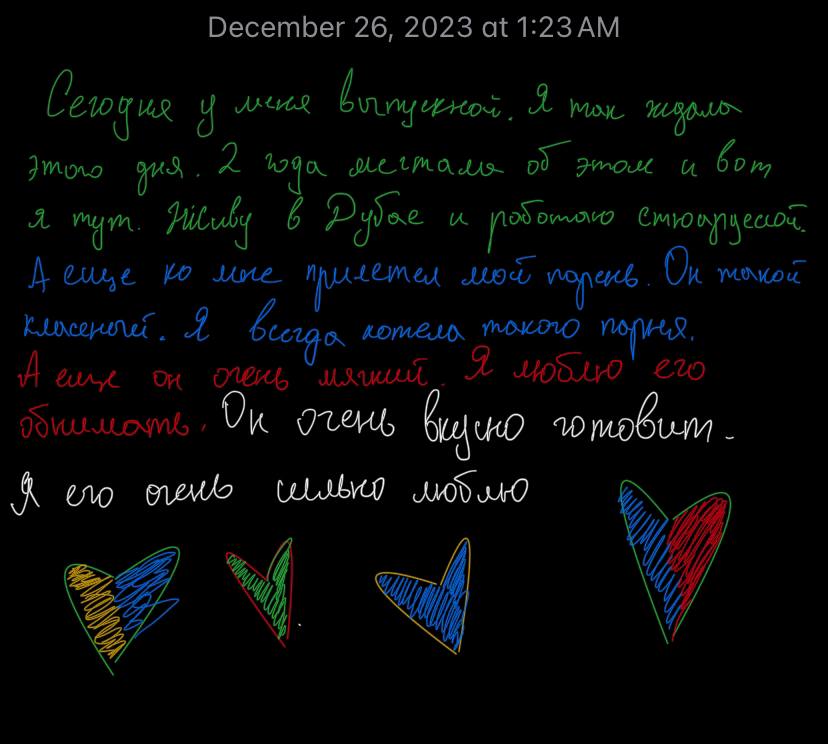 December 26, 2023 at 1:23 AM
Сегодня у меня выпускной. Я так ждала
этого дня. 2 года мечтала об этом и вот
я тут. Живу в Дубае и работаю стюардессой.
А еще ко мне прилетел мой парень. Он такой
классный. Я всегда хотела такого парня.
А еще он очень мягкий. Я люблю его
обнимать. Он очень вкусно готовит.
Я его очень сильно люблю